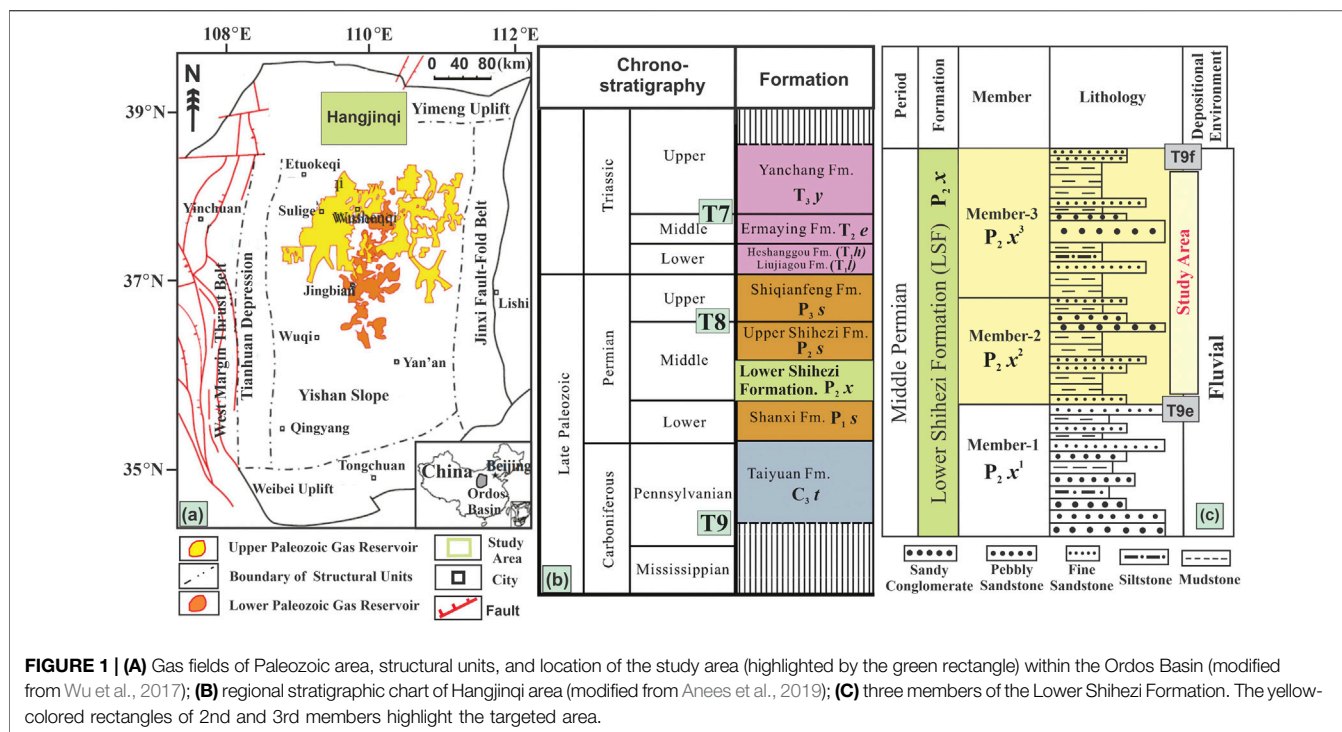 108°E
110°E
112°E
0 40 80 (km)
N
39°N
37°N
35°N
Hangjinqi
Yimeng Uplift
Etuokeqi
Yinchuan
Sulige
Jingbian
Lishi
Wuqi
Yan'an
Yishan Slope
Qingyang
Tongchuan
Weibei Uplift
West Margin Thrust Belt
Tianhuan Depression
Jinxi Fault-Fold Belt
China
Beijing
Ordos
Basin
(a)
Upper Paleozoic Gas Reservoir
Boundary of Structural Units
Lower Paleozoic Gas Reservoir
Study
Area
City
Fault
Chrono-
stratigraphy
Formation
Late Paleozoic
Triassic
Upper
Yanchang Fm.
T3 y
T7
Middle
Ermaying Fm. T2 e
Lower
Heshanggou Fm. (T1h)
Liujiagou Fm. (T1l)
Permian
Upper
Shiqianfeng Fm.
P3 s
T8
Middle
Upper Shihezi Fm.
P2 s
Lower Shihezi
Formation. P2 x
Lower
Shanxi Fm. P1 s
Carboniferous
Pennsylvanian
Taiyuan Fm.
C3 t
T9
Mississippian
(b)
Period
Formation
Member
Lithology
Depositional
Environment
Middle Permian
Lower Shihezi Formation (LSF) P2 x
Member-3
P2 x3
Member-2
P2 x2
Member-1
P2 x1
T9f
Study Area
T9e
Fluvial
(c)
Sandy
Conglomerate
Pebbly
Sandstone
Fine
Sandstone
Siltstone
Mudstone
FIGURE 1 | (A) Gas fields of Paleozoic area, structural units, and location of the study area (highlighted by the green rectangle) within the Ordos Basin (modified
from Wu et al., 2017); (B) regional stratigraphic chart of Hangjinqi area (modified from Anees et al., 2019); (C) three members of the Lower Shihezi Formation. The yellow-
colored rectangles of 2nd and 3rd members highlight the targeted area.